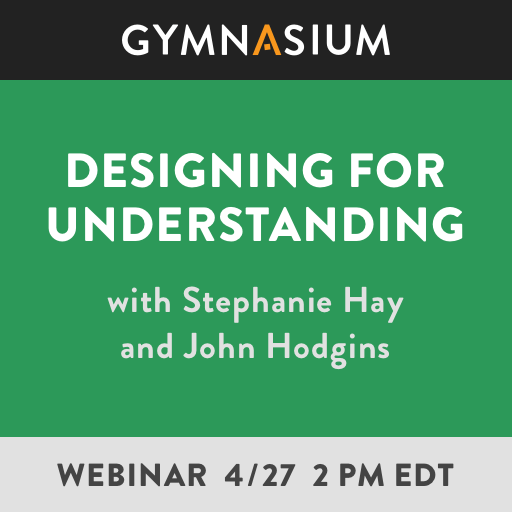 GYMNASIUM
DESIGNING FOR
UNDERSTANDING
with Stephanie Hay
and John Hodgins
WEBINAR 4/27 2 PM EDT